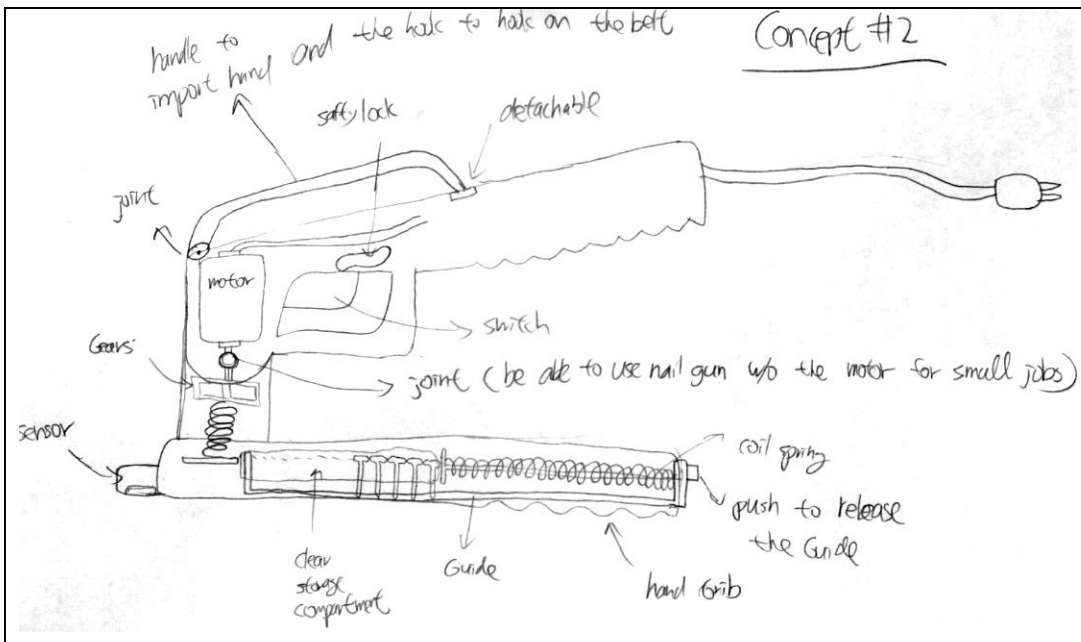 Concept #2
handle to
import hand and the hook to hook on the belt
safty lock
detachable
joint
motor
switch
Gears
joint (be able to use nail gun w/o the motor for small jobs)
sensor
coil spring
push to release
the Guide
clear
storage
compartment
Guide
hand Grib